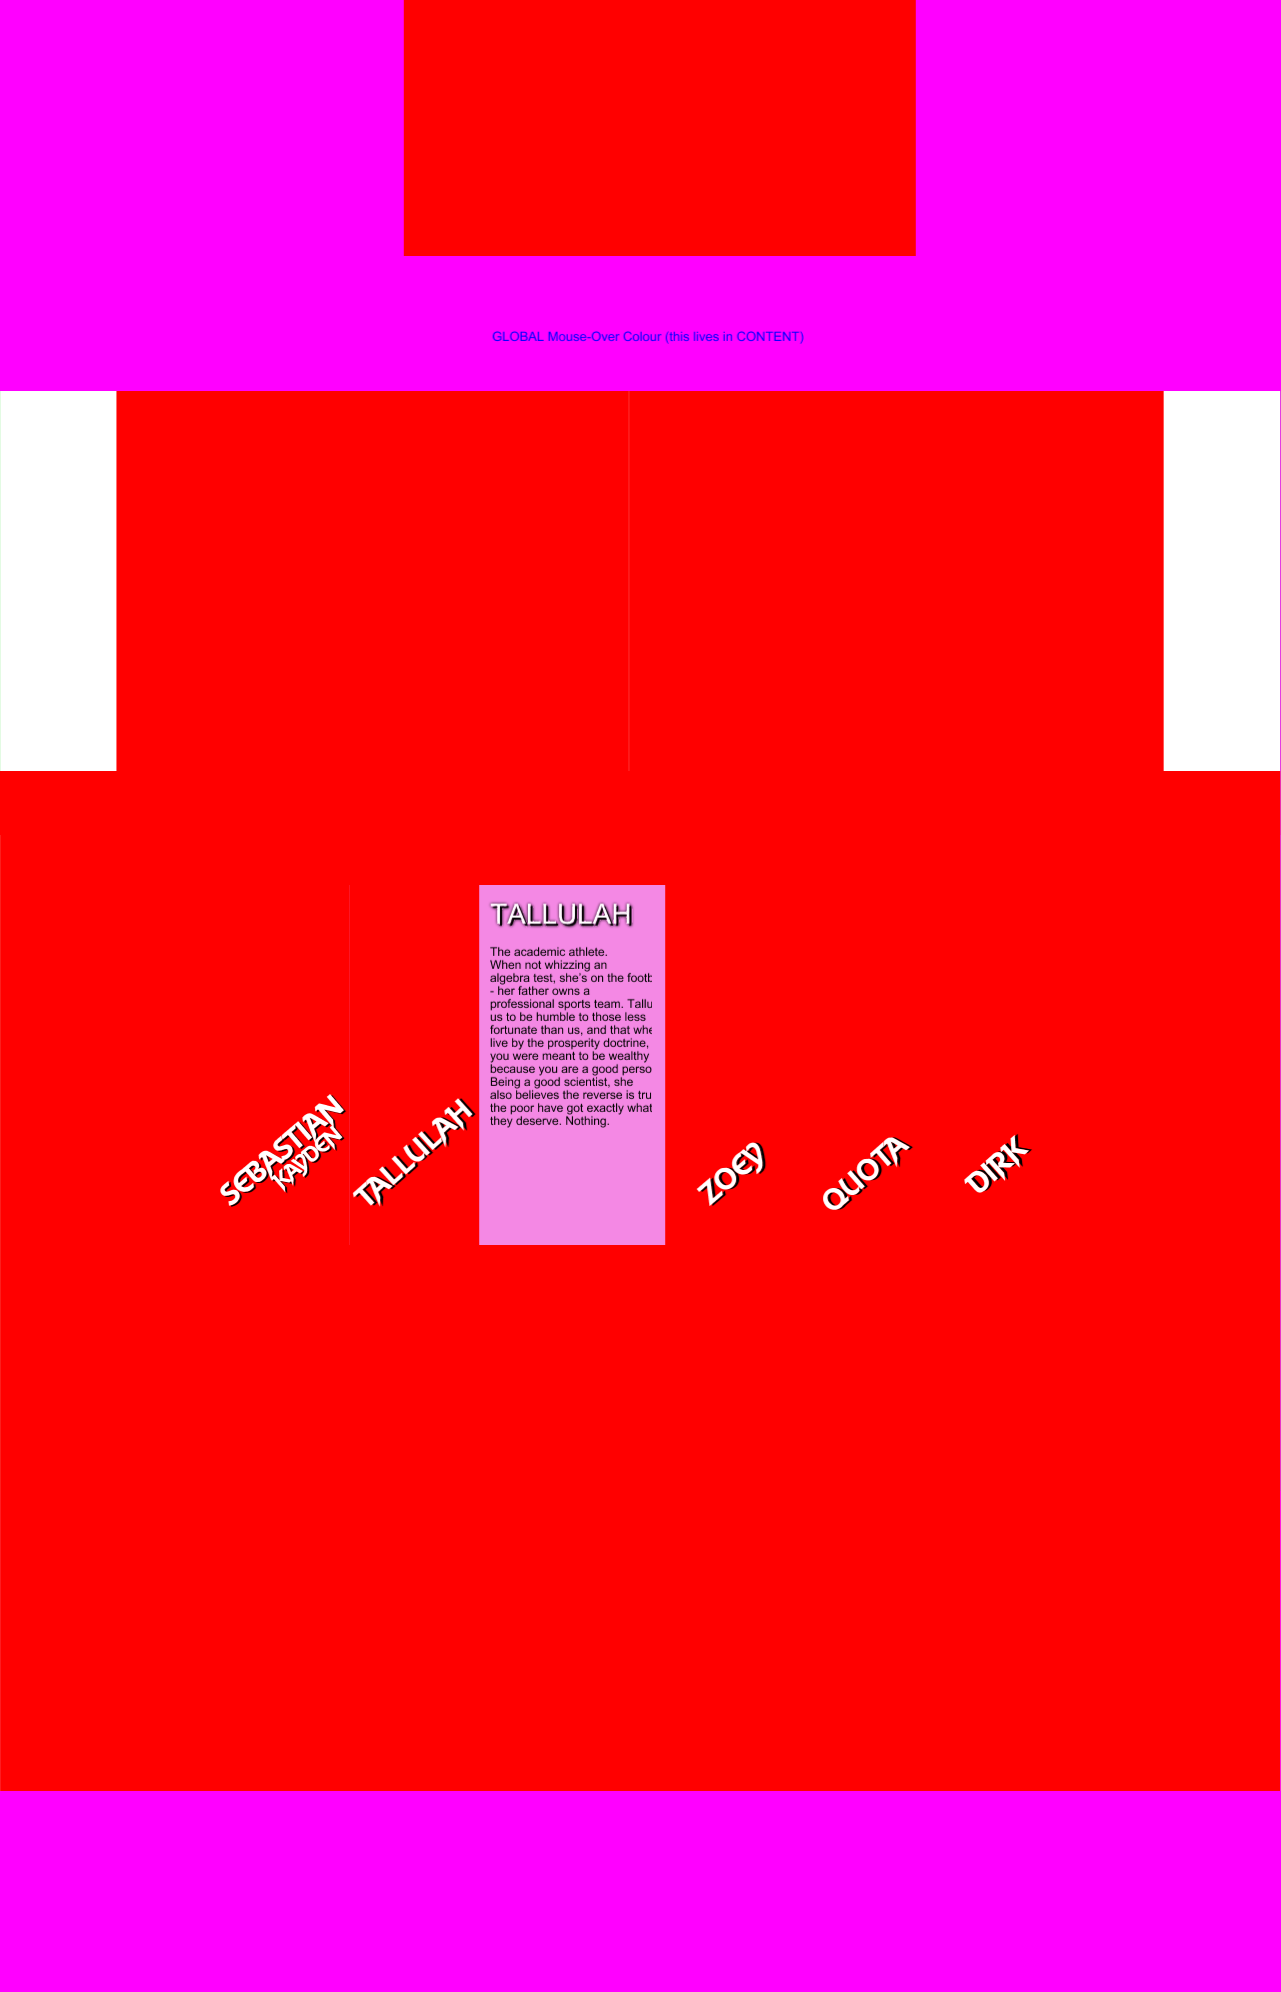 GLOBAL Mouse-Over Colour (this lives in CONTENT)
TALLULAH
The academic athlete.
When not whizzing an
algebra test, she's on the footb
- her father owns a
professional sports team. Tallu
us to be humble to those less
fortunate than us, and that whe
live by the prosperity doctrine,
you were meant to be wealthy
because you are a good perso
Being a good scientist, she
also believes the reverse is tru
the poor have got exactly what
they deserve. Nothing.
SEBASTIAN
KAYDEN
TALLULAH
ZOEY
QUOTA
DIRK